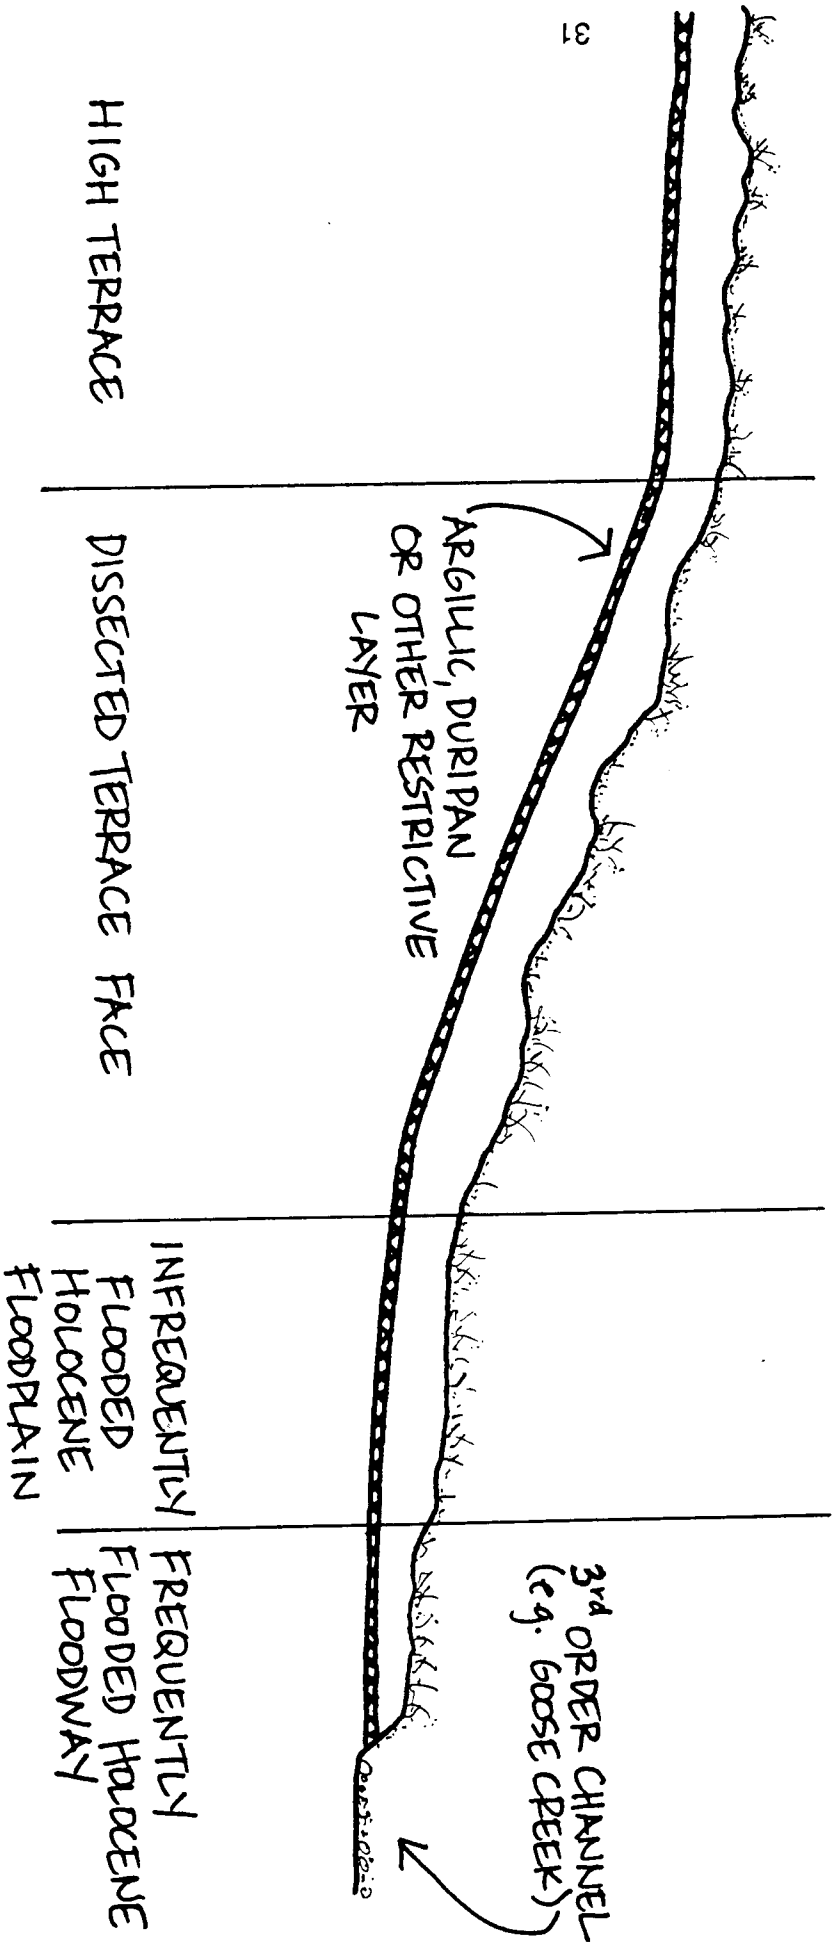 31
3rd ORDER CHANNEL
(e.g. GOOSE CREEK)
ARGILLIC, DURIPAN
OR OTHER RESTRICTIVE
LAYER
HIGH TERRACE
DISSECTED TERRACE FACE
INFREQUENTLY
FLOODED
HOLOCENE
FLOODPLAIN
FREQUENTLY
FLOODED HOLOCENE
FLOODWAY